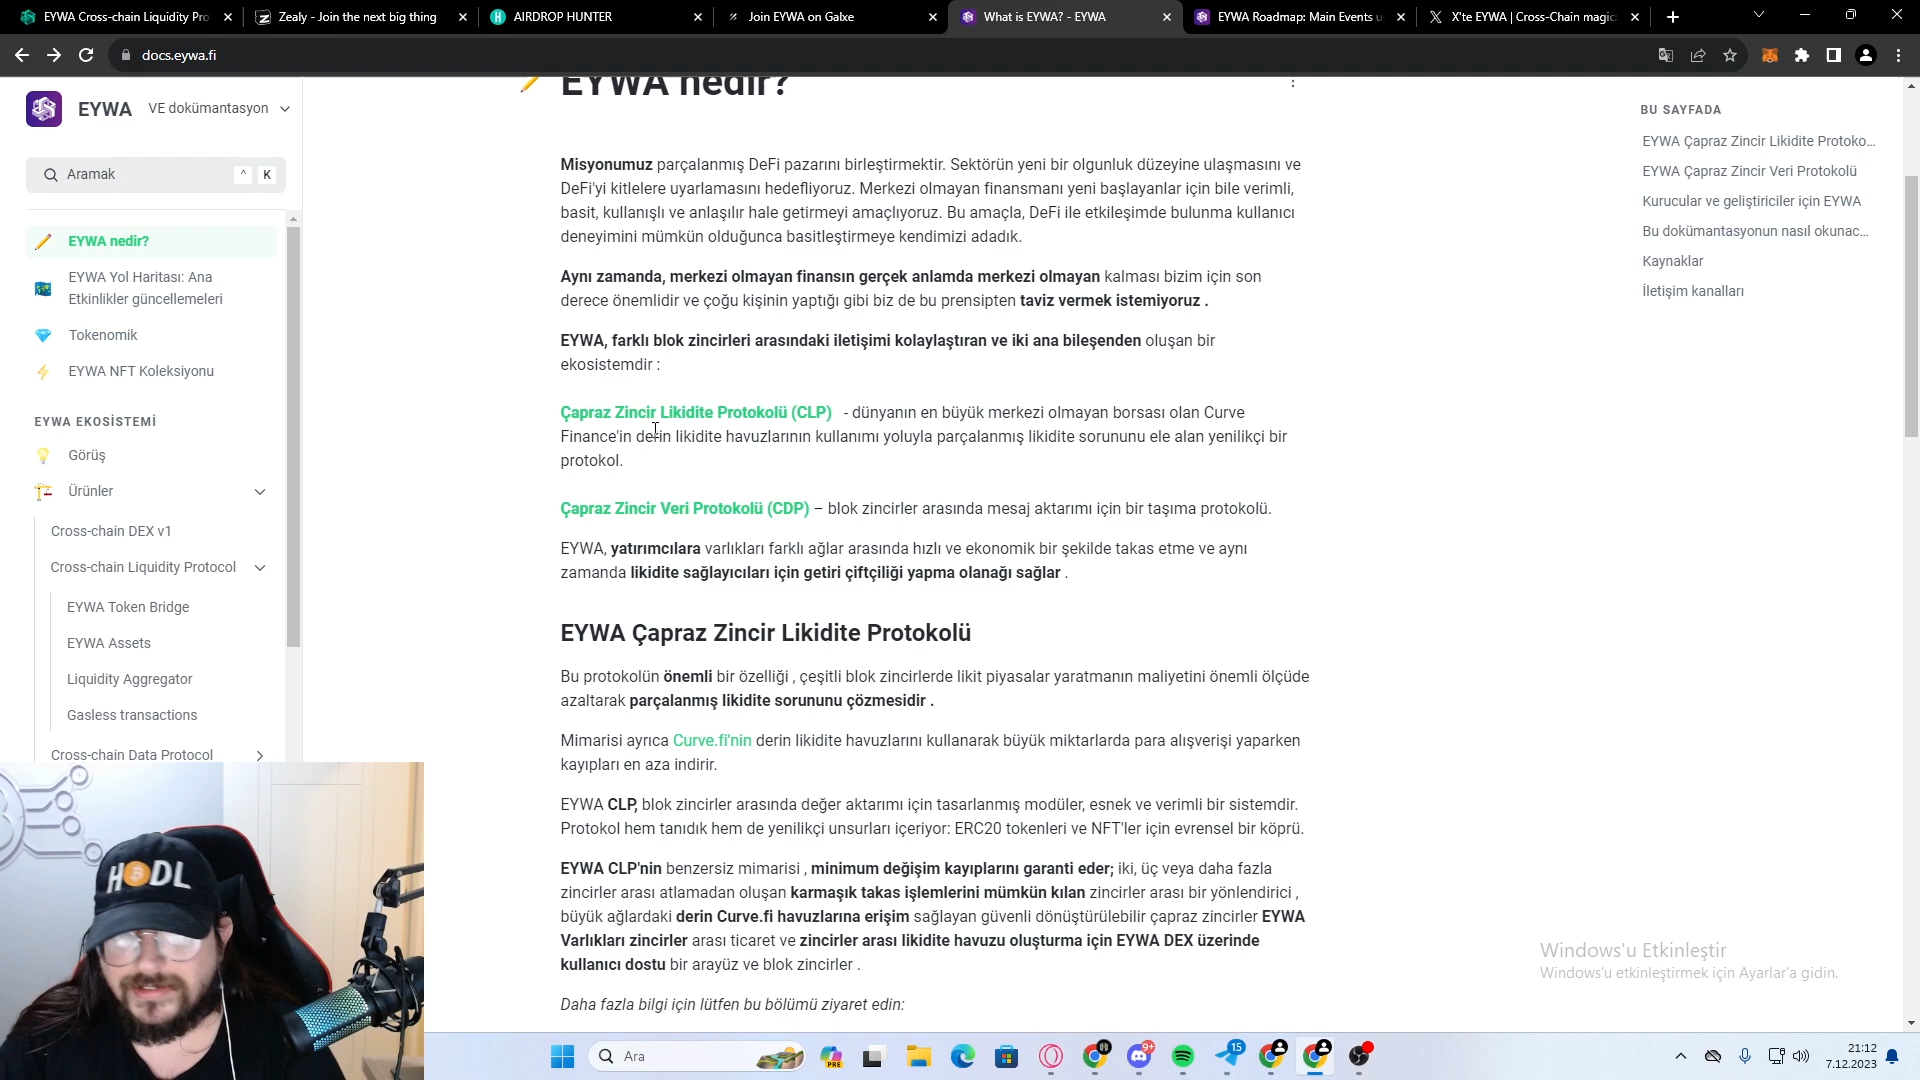 EYWA Cross-chain Liquidity Pro
Zealy - Join the next big thing
AIRDROP HUNTER
Join EYWA on Galxe
What is EYWA? - EYWA
EYWA Roadmap: Main Events u
X'te EYWA | Cross-Chain magic
docs.eywa.fi
EYWA
VE dokümantasyon
Aramak
^ K
EYWA nedir?
EYWA Yol Haritası: Ana
Etkinlikler güncellemeleri
Tokenomik
EYWA NFT Koleksiyonu
EYWA EKOSİSTEMİ
Görüş
Ürünler
Cross-chain DEX v1
Cross-chain Liquidity Protocol
EYWA Token Bridge
EYWA Assets
Liquidity Aggregator
Gasless transactions
Cross-chain Data Protocol
EYWA nedir?
Misyonumuz parçalanmış DeFi pazarını birleştirmektir. Sektörün yeni bir olgunluk düzeyine ulaşmasını ve
DeFi'yi kitlelere uyarlamasını hedefliyoruz. Merkezi olmayan finansmanı yeni başlayanlar için bile verimli,
basit, kullanışlı ve anlaşılır hale getirmeyi amaçlıyoruz. Bu amaçla, DeFi ile etkileşimde bulunma kullanıcı
deneyimini mümkün olduğunca basitleştirmeye kendimizi adadık.
Aynı zamanda, merkezi olmayan finansın gerçek anlamda merkezi olmayan kalması bizim için son
derece önemlidir ve çoğu kişinin yaptığı gibi biz de bu prensipten taviz vermek istemiyoruz .
EYWA, farklı blok zincirleri arasındaki iletişimi kolaylaştıran ve iki ana bileşenden oluşan bir
ekosistemdir :
Çapraz Zincir Likidite Protokolü (CLP) - dünyanın en büyük merkezi olmayan borsası olan Curve
Finance'in derin likidite havuzlarının kullanımı yoluyla parçalanmış likidite sorununu ele alan yenilikçi bir
protokol.
Çapraz Zincir Veri Protokolü (CDP) – blok zincirler arasında mesaj aktarımı için bir taşıma protokolü.
EYWA, yatırımcılara varlıkları farklı ağlar arasında hızlı ve ekonomik bir şekilde takas etme ve aynı
zamanda likidite sağlayıcıları için getiri çiftçiliği yapma olanağı sağlar .
EYWA Çapraz Zincir Likidite Protokolü
Bu protokolün önemli bir özelliği , çeşitli blok zincirlerde likit piyasalar yaratmanın maliyetini önemli ölçüde
azaltarak parçalanmış likidite sorununu çözmesidir .
Mimarisi ayrıca Curve.fi'nin derin likidite havuzlarını kullanarak büyük miktarlarda para alışverişi yaparken
kayıpları en aza indirir.
EYWA CLP, blok zincirler arasında değer aktarımı için tasarlanmış modüler, esnek ve verimli bir sistemdir.
Protokol hem tanıdık hem de yenilikçi unsurları içeriyor: ERC20 tokenleri ve NFT'ler için evrensel bir köprü.
EYWA CLP'nin benzersiz mimarisi , minimum değişim kayıplarını garanti eder; iki, üç veya daha fazla
zincirler arası atlamadan oluşan karmaşık takas işlemlerini mümkün kılan zincirler arası bir yönlendirici ,
büyük ağlardaki derin Curve.fi havuzlarına erişim sağlayan güvenli dönüştürülebilir çapraz zincirler EYWA
Varlıkları zincirler arası ticaret ve zincirler arası likidite havuzu oluşturma için EYWA DEX üzerinde
kullanıcı dostu bir arayüz ve blok zincirler .
Daha fazla bilgi için lütfen bu bölümü ziyaret edin:
BU SAYFADA
EYWA Çapraz Zincir Likidite Protoko...
EYWA Çapraz Zincir Veri Protokolü
Kurucular ve geliştiriciler için EYWA
Bu dokümantasyonun nasıl okunac...
Kaynaklar
İletişim kanalları
Windows'u Etkinleştir
Windows'u etkinleştirmek için Ayarlar'a gidin.
HODL
Ara
PRE
9+
15
21:12
7.12.2023